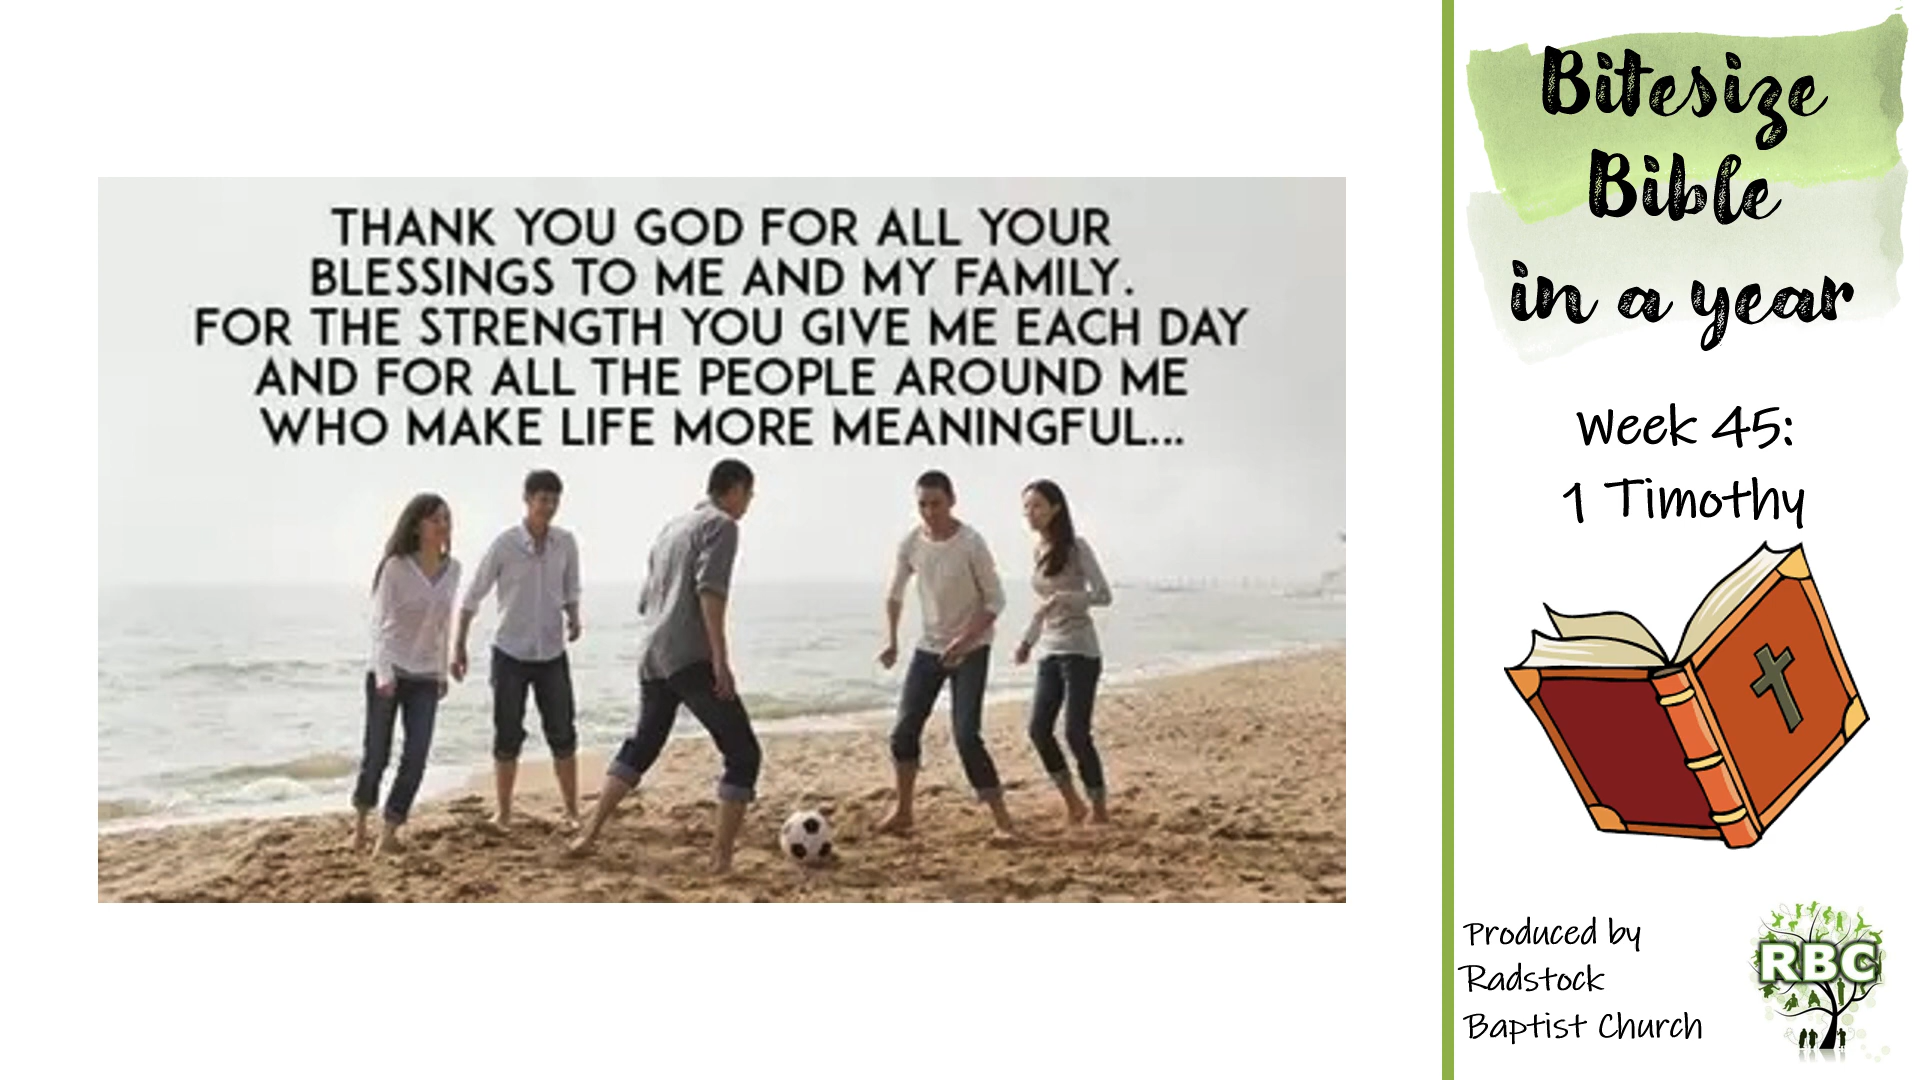 THANK YOU GOD FOR ALL YOUR
BLESSINGS TO ME AND MY FAMILY.
FOR THE STRENGTH YOU GIVE ME EACH DAY
AND FOR ALL THE PEOPLE AROUND ME
WHO MAKE LIFE MORE MEANINGFUL...
Bitesize
Bible
in a year
Week 45:
1 Timothy
Produced by
Radstock
Baptist Church
RBC